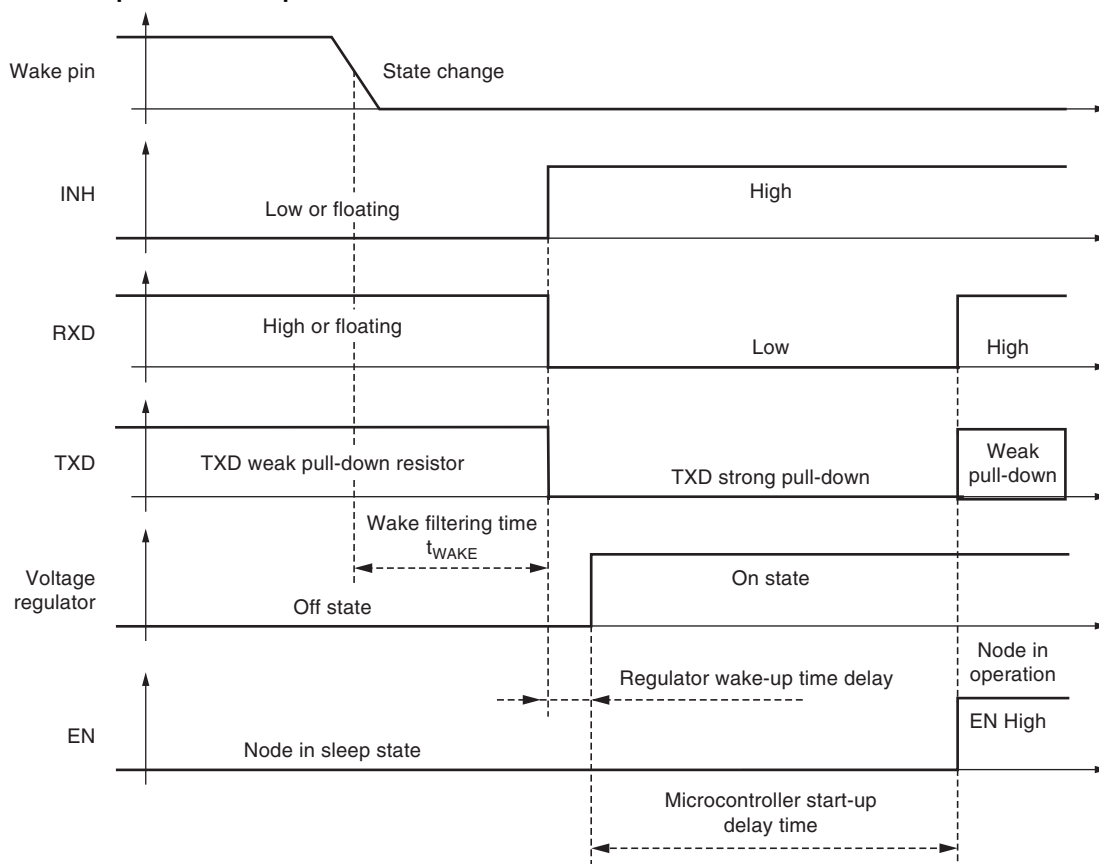 Wake pin
State change
INH
Low or floating
High
RXD
High or floating
Low
High
TXD
TXD weak pull-down resistor
TXD strong pull-down
Weak
pull-down
Wake filtering time
tWAKE
Voltage
regulator
Off state
On state
Regulator wake-up time delay
Node in
operation
EN
Node in sleep state
EN High
Microcontroller start-up
delay time